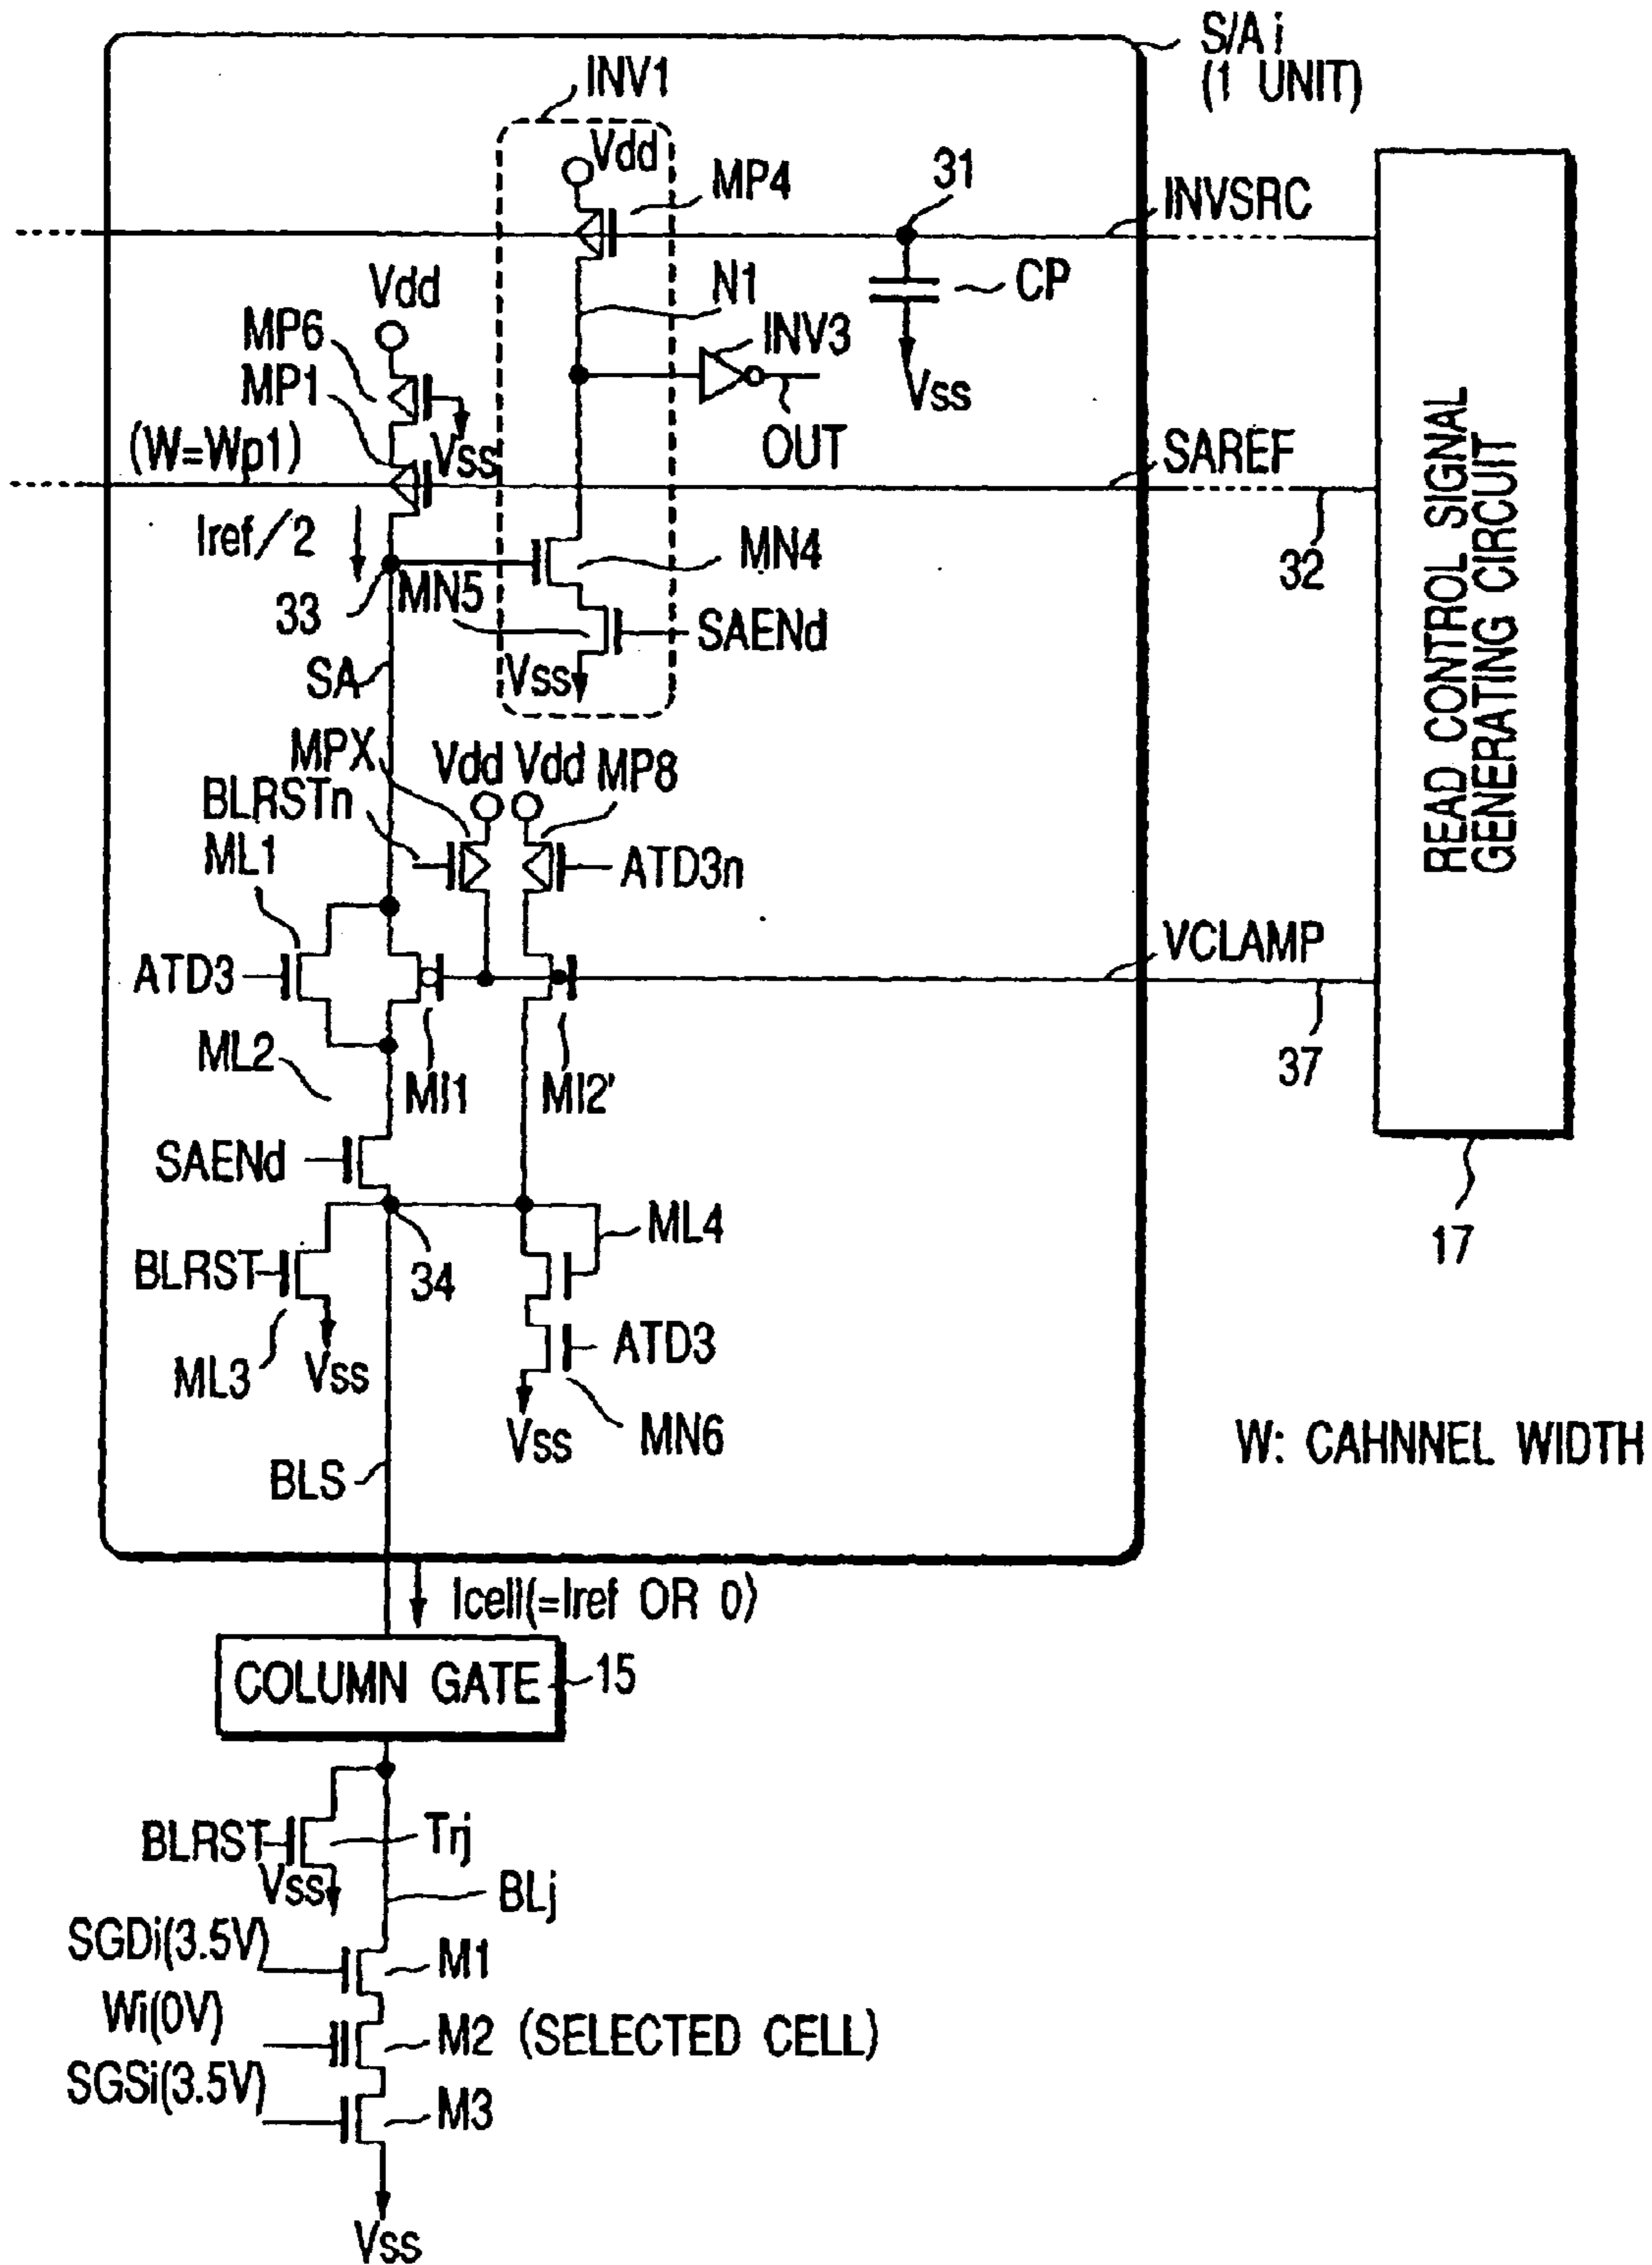 S/A i
(1 UNIT)
INV1
Vdd
MP4
31
INVSRC
Vdd
N1
CP
MP6
INV3
MP1
Vss
Vss
(W=Wp1)
OUT
SAREF
Iref/2
MN4
32
33
MN5
SAENd
SA
Vss
READ CONTROL SIGNAL
GENERATING CIRCUIT
MPX
Vdd
Vdd
MP8
BLRSTn
ML1
ATD3n
VCLAMP
ATD3
ML2
MI1
MI2'
37
SAENd
ML4
17
BLRST
34
ATD3
ML3
Vss
Vss
MN6
W: CAHNNEL WIDTH
BLS
Icell(=Iref OR 0)
COLUMN GATE
15
BLRST
Trj
Vss
BLj
SGDi(3.5V)
M1
Wi(0V)
M2 (SELECTED CELL)
SGSi(3.5V)
M3
Vss